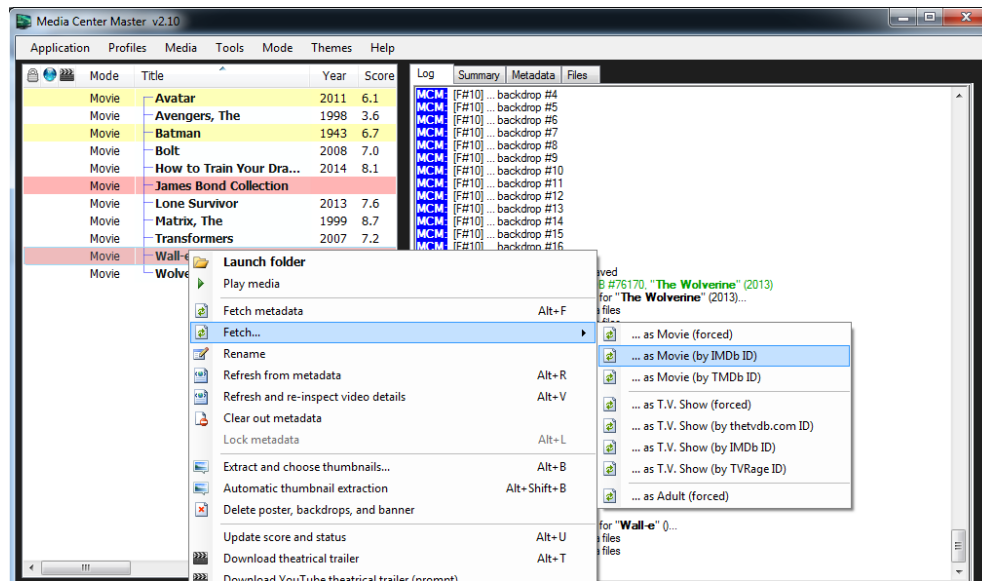 Media Center Master v2.10
Application Profiles Media Tools Mode Themes Help
Mode Title Year Score
Movie Avatar 2011 6.1
Movie Avengers, The 1998 3.6
Movie Batman 1943 6.7
Movie Bolt 2008 7.0
Movie How to Train Your Dra... 2014 8.1
Movie James Bond Collection
Movie Lone Survivor 2013 7.6
Movie Matrix, The 1999 8.7
Movie Transformers 2007 7.2
Movie Wall-e
Movie Wolve
Log Summary Metadata Files
MCM: [F#10] ... backdrop #4
MCM: [F#10] ... backdrop #5
MCM: [F#10] ... backdrop #6
MCM: [F#10] ... backdrop #7
MCM: [F#10] ... backdrop #8
MCM: [F#10] ... backdrop #9
MCM: [F#10] ... backdrop #10
MCM: [F#10] ... backdrop #11
MCM: [F#10] ... backdrop #12
MCM: [F#10] ... backdrop #13
MCM: [F#10] ... backdrop #14
MCM: [F#10] ... backdrop #15
MCM: [F#10] ... backdrop #16
aved
B #76170, "The Wolverine" (2013)
for "The Wolverine" (2013)...
files
Launch folder
Play media
Fetch metadata Alt+F
Fetch...
Rename
Refresh from metadata Alt+R
Refresh and re-inspect video details Alt+V
Clear out metadata
Lock metadata Alt+L
Extract and choose thumbnails... Alt+B
Automatic thumbnail extraction Alt+Shift+B
Delete poster, backdrops, and banner
Update score and status Alt+U
Download theatrical trailer Alt+T
Download YouTube theatrical trailer (prompt)
... as Movie (forced)
... as Movie (by IMDb ID)
... as Movie (by TMDb ID)
... as T.V. Show (forced)
... as T.V. Show (by thetvdb.com ID)
... as T.V. Show (by IMDb ID)
... as T.V. Show (by TVRage ID)
... as Adult (forced)
for "Wall-e" ()...
files
files